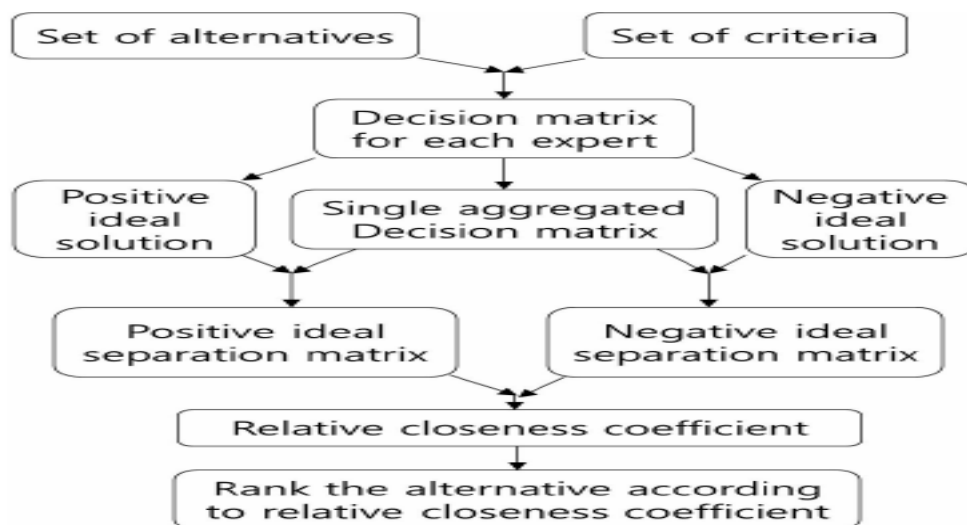 Set of alternatives
Set of criteria
Decision matrix
for each expert
Positive
ideal
solution
Single aggregated
Decision matrix
Negative
ideal
solution
Positive ideal
separation matrix
Negative ideal
separation matrix
Relative closeness coefficient
Rank the alternative according
to relative closeness coefficient